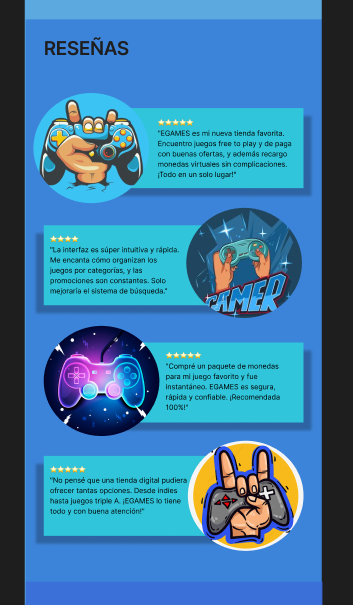 RESEÑAS
"EGAMES es mi nueva tienda favorita.
Encuentro juegos free to play y de paga
con buenas ofertas, y además recargo
monedas virtuales sin complicaciones.
¡Todo en un solo lugar!"
"La interfaz es súper intuitiva y rápida.
Me encanta cómo organizan los
juegos por categorías, y las
promociones son constantes. Solo
mejoraría el sistema de búsqueda."
GAMER
"Compré un paquete de monedas
para mi juego favorito y fue
instantáneo. EGAMES es segura,
rápida y confiable. ¡Recomendada
100%!"
"No pensé que una tienda digital pudiera
ofrecer tantas opciones. Desde indies
hasta juegos triple A. ¡EGAMES lo tiene
todo y con buena atención!"